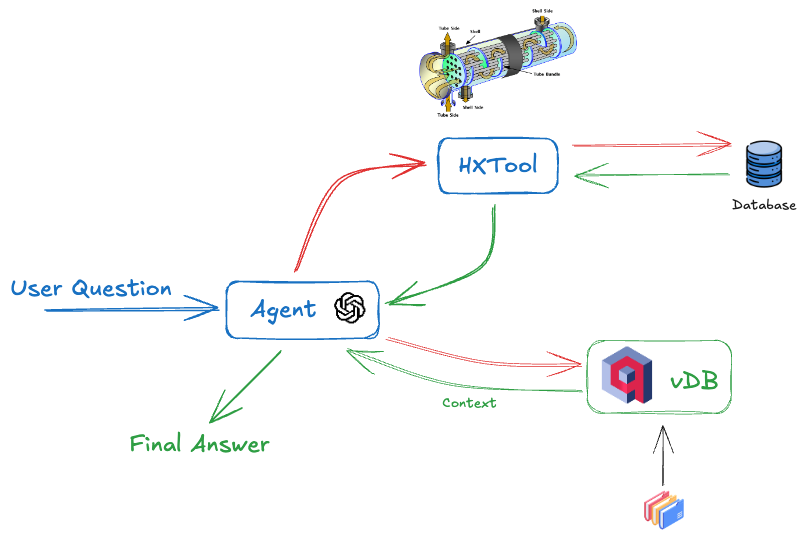 Shell Side
Tube Side
Shell
Tube Bundle
Shell Side
Tube Side
HXTool
Database
User Question
Agent
vDB
Context
Final Answer